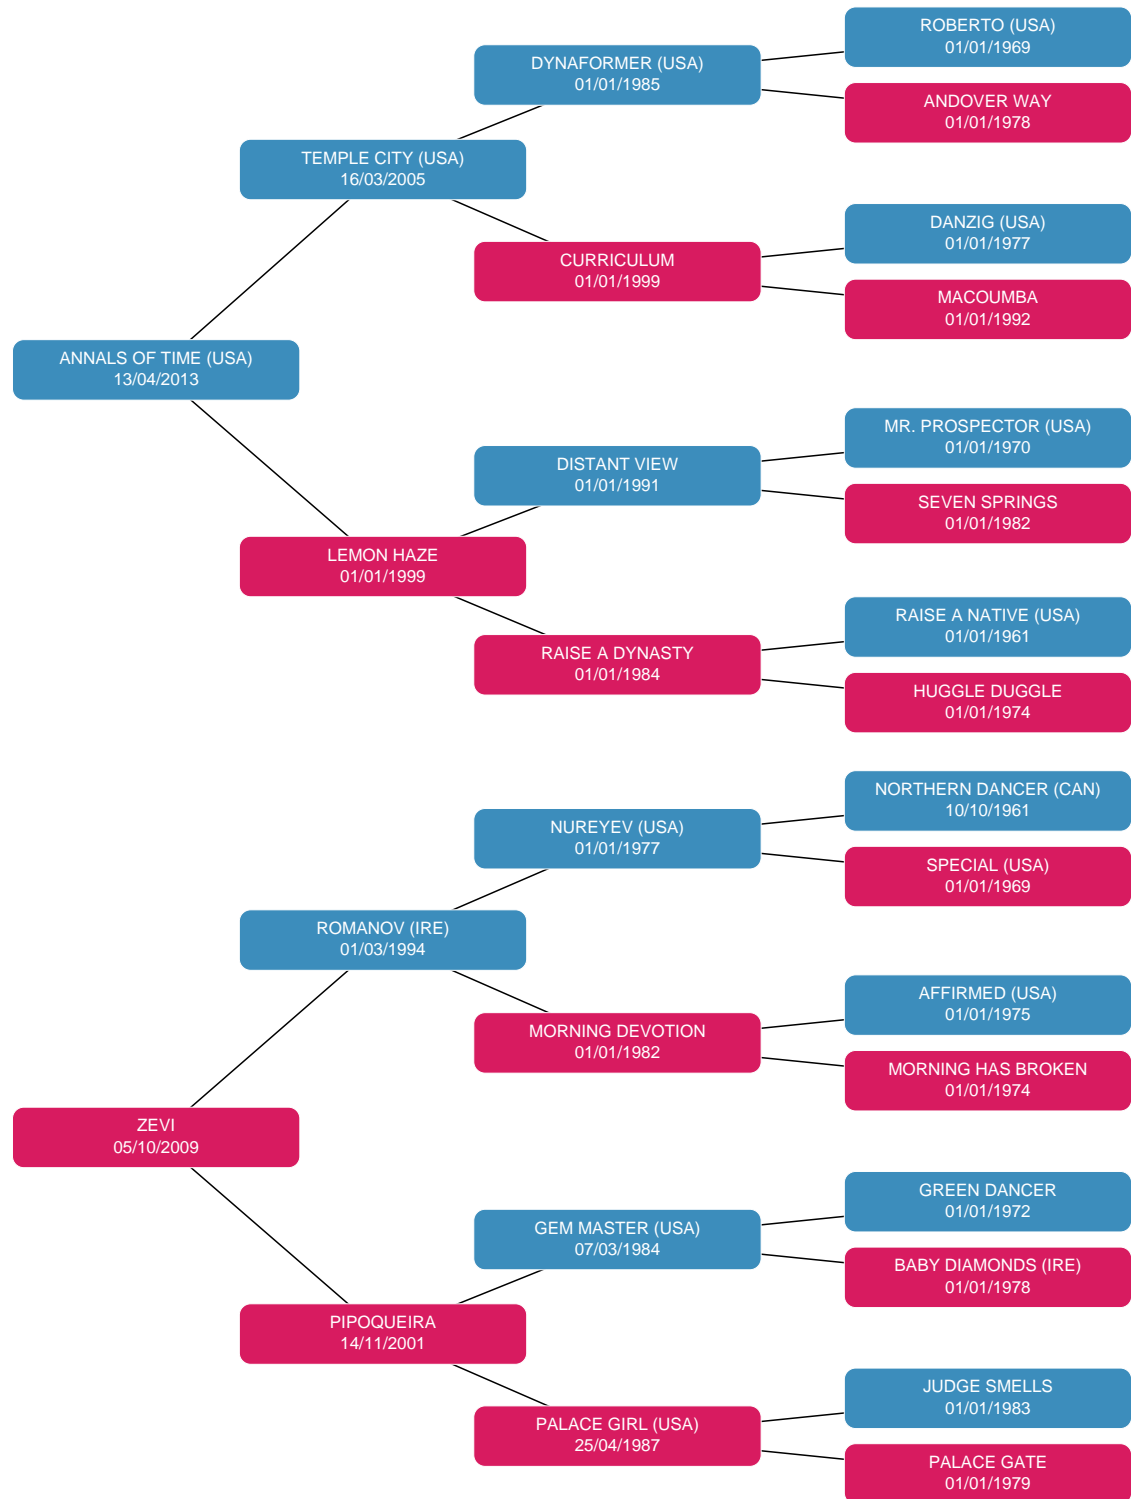 ROBERTO (USA)
01/01/1969
DYNAFORMER (USA)
01/01/1985
ANDOVER WAY
01/01/1978
TEMPLE CITY (USA)
16/03/2005
DANZIG (USA)
01/01/1977
CURRICULUM
01/01/1999
MACOUMBA
01/01/1992
ANNALS OF TIME (USA)
13/04/2013
MR. PROSPECTOR (USA)
01/01/1970
DISTANT VIEW
01/01/1991
SEVEN SPRINGS
01/01/1982
LEMON HAZE
01/01/1999
RAISE A NATIVE (USA)
01/01/1961
RAISE A DYNASTY
01/01/1984
HUGGLE DUGGLE
01/01/1974
NORTHERN DANCER (CAN)
10/10/1961
NUREYEV (USA)
01/01/1977
SPECIAL (USA)
01/01/1969
ROMANOV (IRE)
01/03/1994
AFFIRMED (USA)
01/01/1975
MORNING DEVOTION
01/01/1982
MORNING HAS BROKEN
01/01/1974
ZEVI
05/10/2009
GREEN DANCER
01/01/1972
GEM MASTER (USA)
07/03/1984
BABY DIAMONDS (IRE)
01/01/1978
PIPOQUEIRA
14/11/2001
JUDGE SMELLS
01/01/1983
PALACE GIRL (USA)
25/04/1987
PALACE GATE
01/01/1979